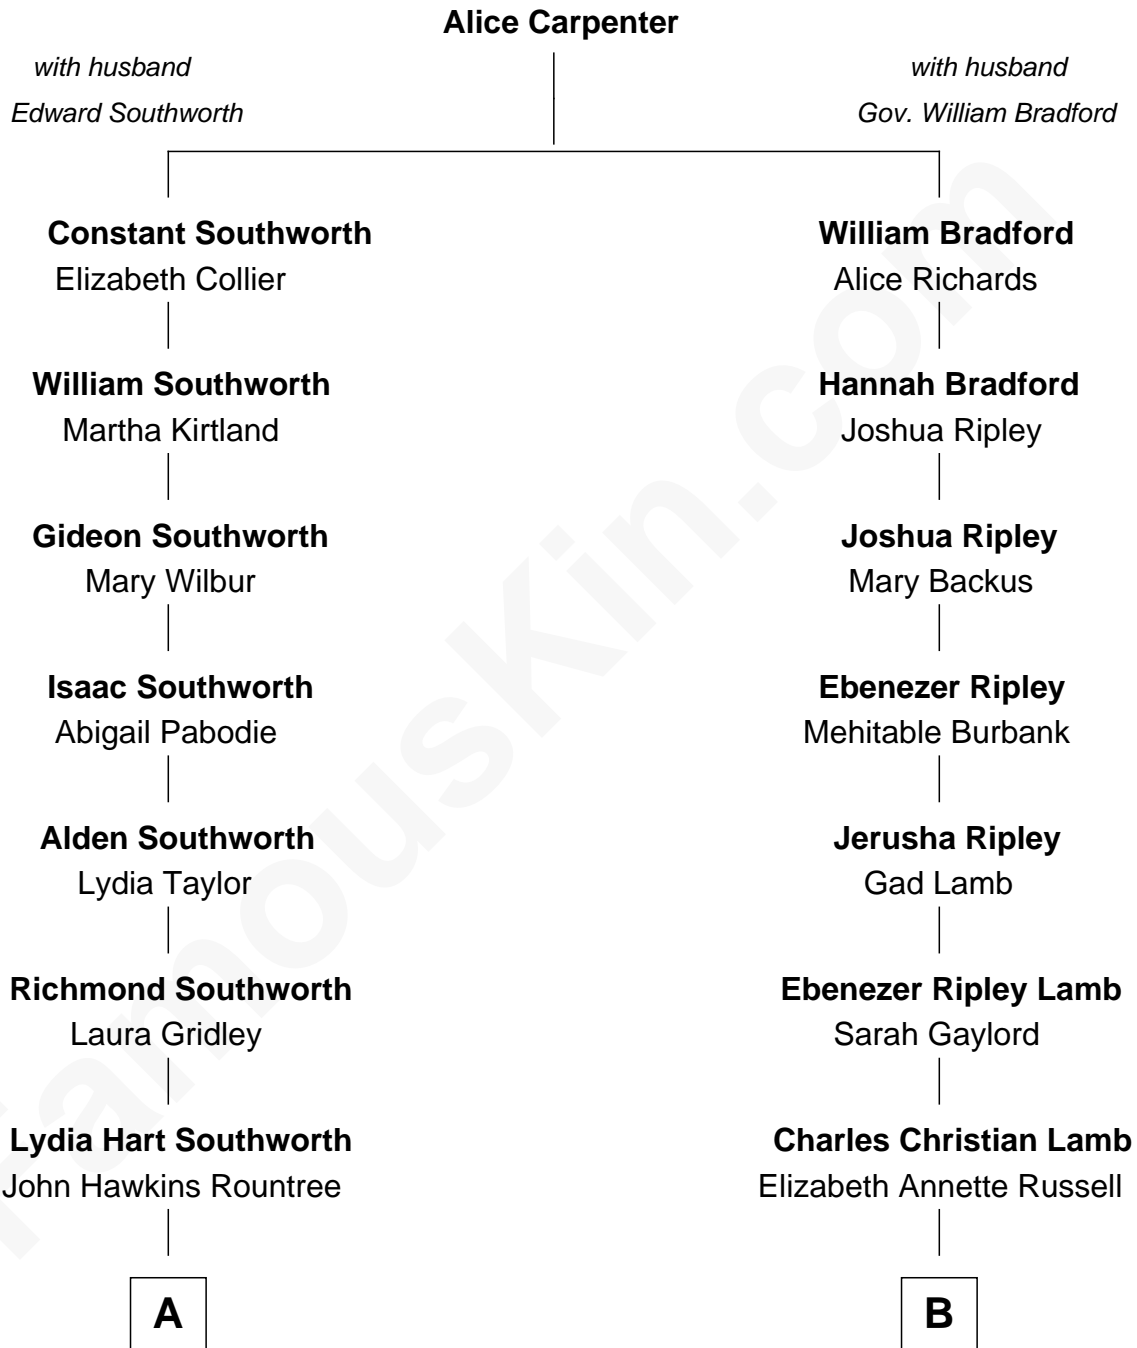 Alice Carpenter
with husband
Edward Southworth
with husband
Gov. William Bradford
Constant Southworth
Elizabeth Collier
William Bradford
Alice Richards
William Southworth
Martha Kirtland
Hannah Bradford
Joshua Ripley
Gideon Southworth
Mary Wilbur
Joshua Ripley
Mary Backus
Isaac Southworth
Abigail Pabodie
Ebenezer Ripley
Mehitable Burbank
Alden Southworth
Lydia Taylor
Jerusha Ripley
Gad Lamb
Richmond Southworth
Laura Gridley
Ebenezer Ripley Lamb
Sarah Gaylord
Lydia Hart Southworth
John Hawkins Rountree
Charles Christian Lamb
Elizabeth Annette Russell
A
B
FamousKin.com